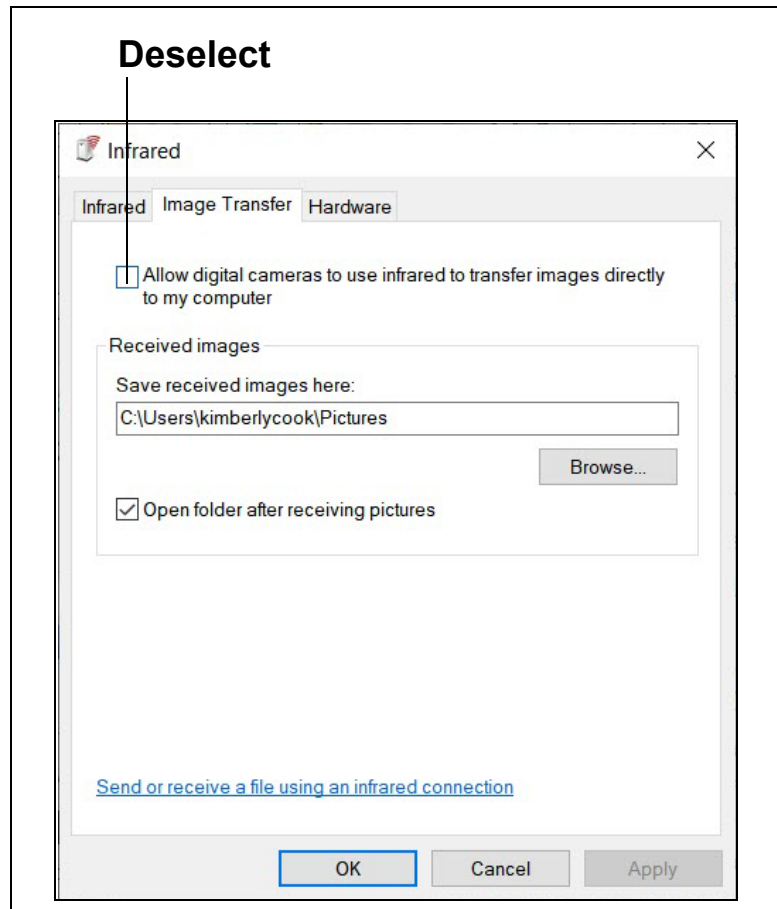 Deselect
Infrared
Infrared Image Transfer Hardware
Allow digital cameras to use infrared to transfer images directly
to my computer
Received images
Save received images here:
C:\Users\kimberlycook\Pictures
Browse...
Open folder after receiving pictures
Send or receive a file using an infrared connection
OK Cancel Apply